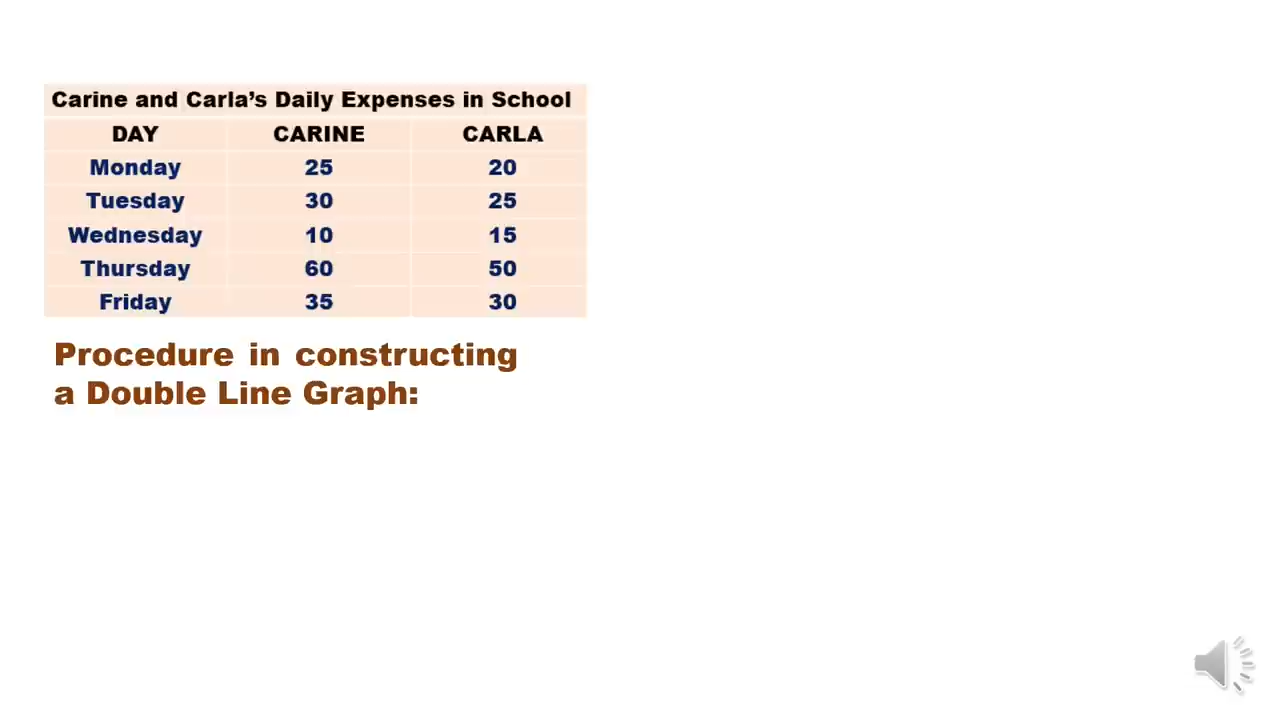 Carine and Carla's Daily Expenses in School
DAY CARINE CARLA
Monday 25 20
Tuesday 30 25
Wednesday 10 15
Thursday 60 50
Friday 35 30
Procedure in constructing
a Double Line Graph: